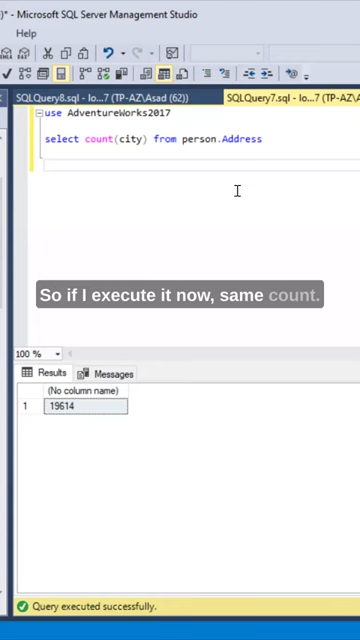 )* - Microsoft SQL Server Management Studio
Help
SQLQuery8.sql - lo...7 (TP-AZ\Asad (62)) SQLQuery7.sql - lo...7 (TP-AZ\A
use AdventureWorks2017
select count(city) from person.Address
So if I execute it now, same count.
100 %
Results Messages
(No column name)
1 19614
Query executed successfully.